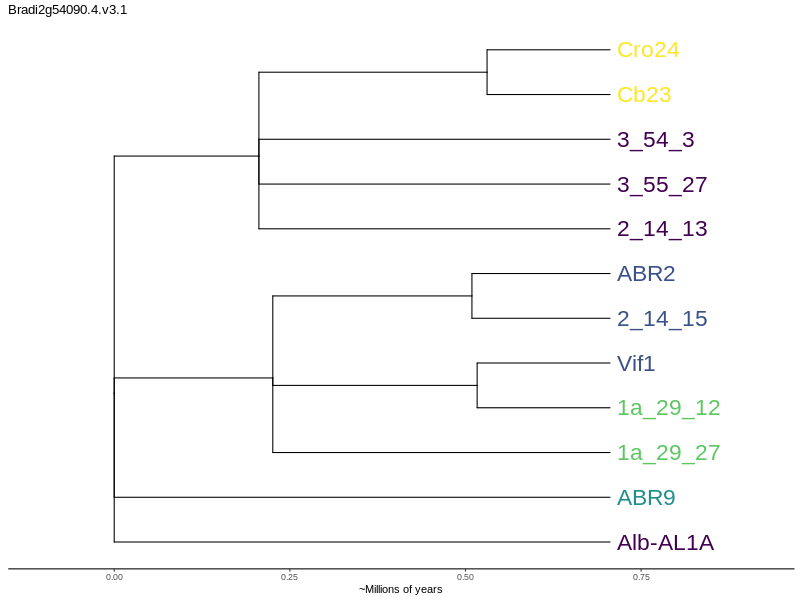 Bradi2g54090.4.v3.1
Cro24
Cb23
3_54_3
3_55_27
2_14_13
ABR2
2_14_15
Vif1
1a_29_12
1a_29_27
ABR9
Alb-AL1A
0.00 0.25 0.50 0.75
~Millions of years